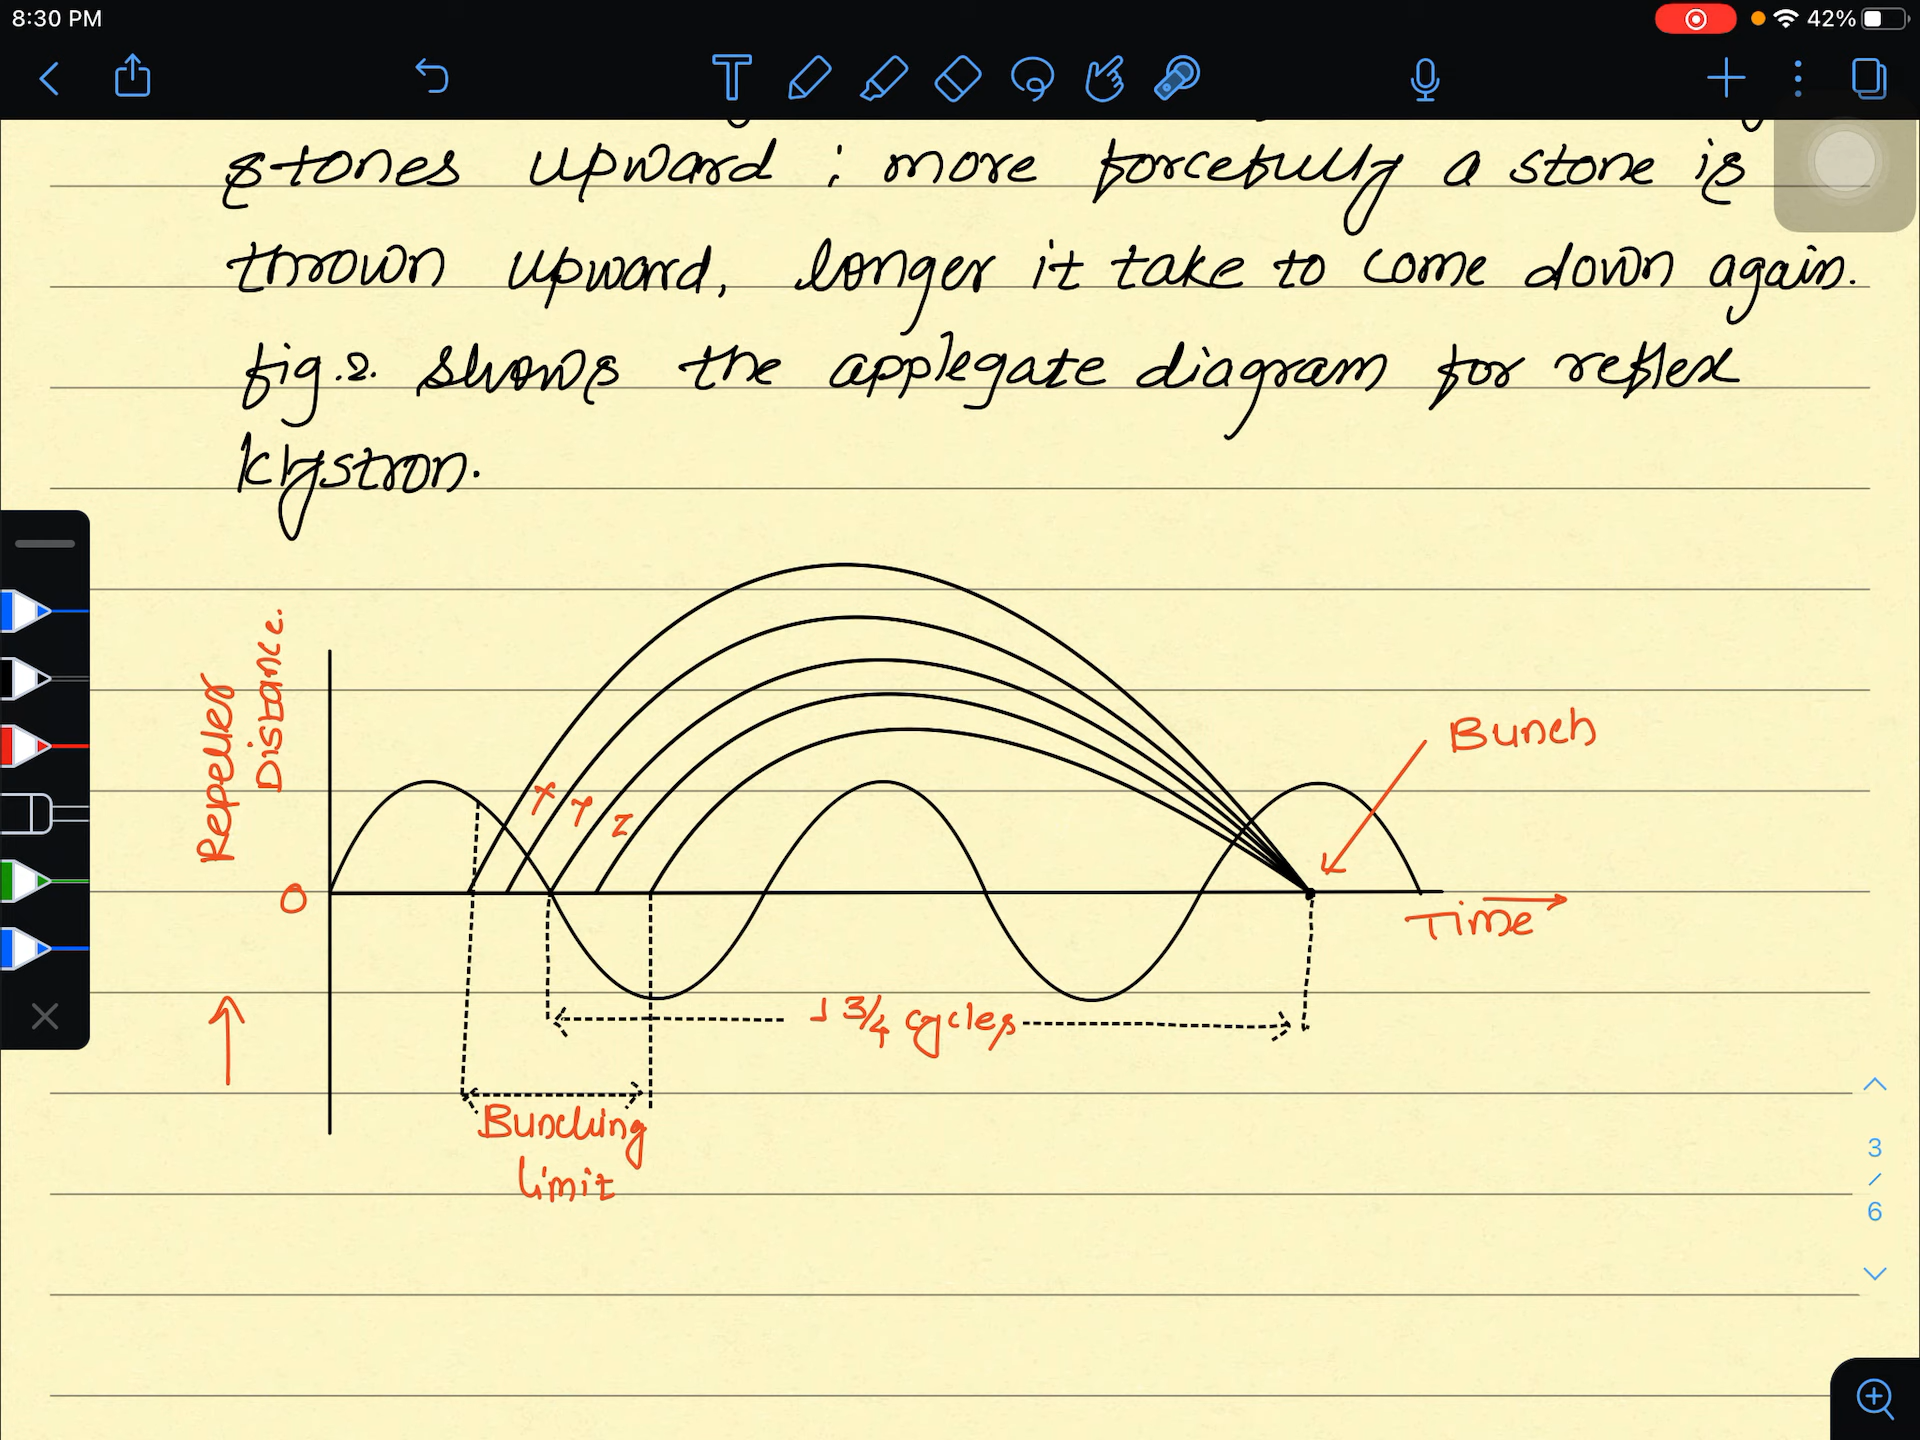 8:30 PM
42%
stones upward ; more forcefully a stone is
thrown upward, longer it take to come down again.
fig.2. shows the applegate diagram for reflex
klystron.
Repeller
Distance.
X Y Z
Bunch
0
Time
1 3/4 cycles
Bunching
limit
3
/
6